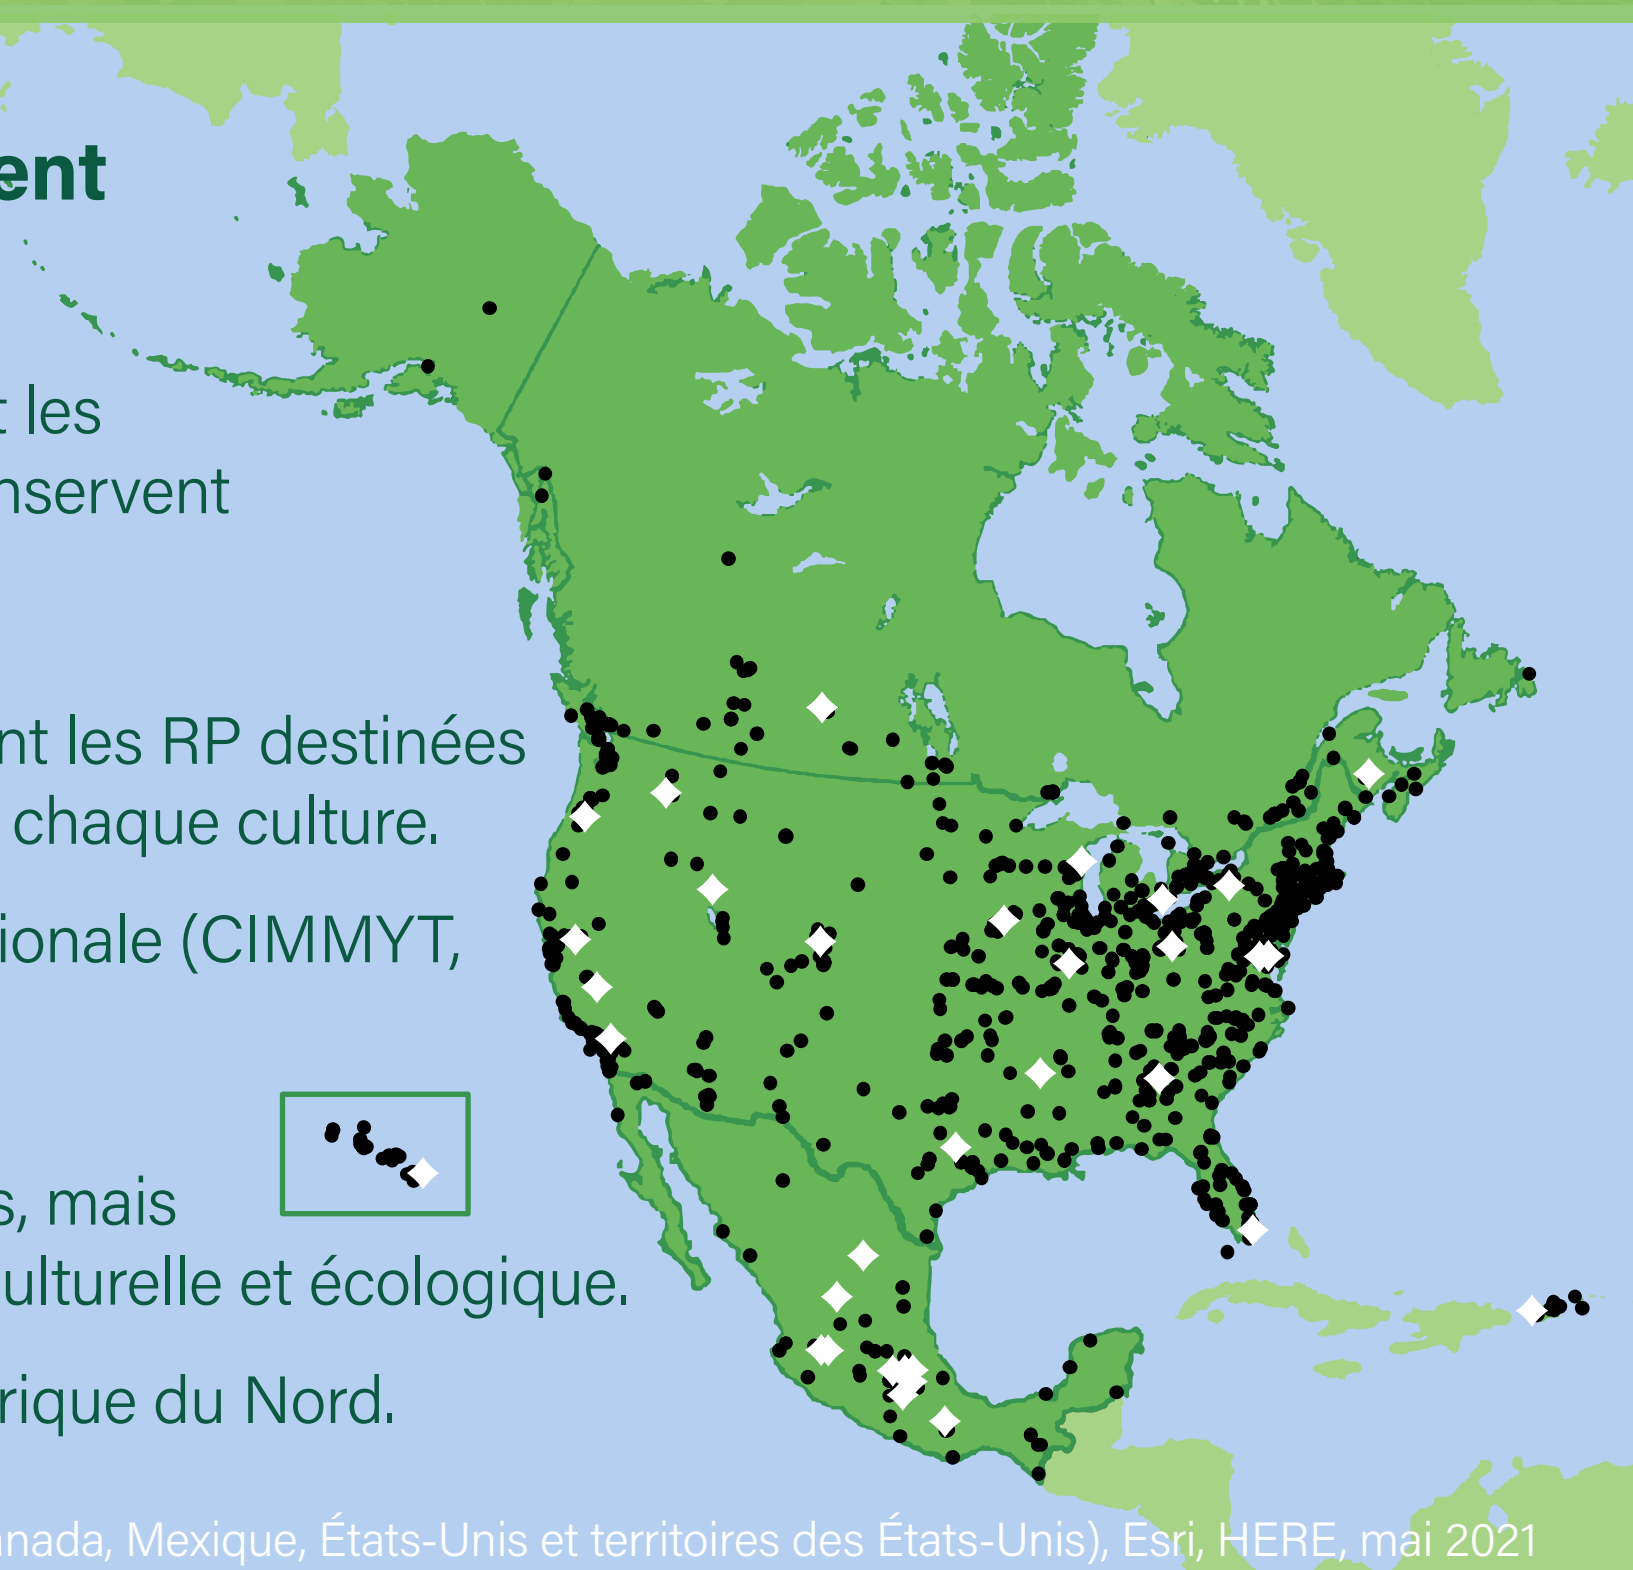 ent
t les
nservent
nt les RP destinées
chaque culture.
ionale (CIMMYT,
s, mais
ulturelle et écologique.
rique du Nord.
anada, Mexique, États-Unis et territoires des États-Unis), Esri, HERE, mai 2021